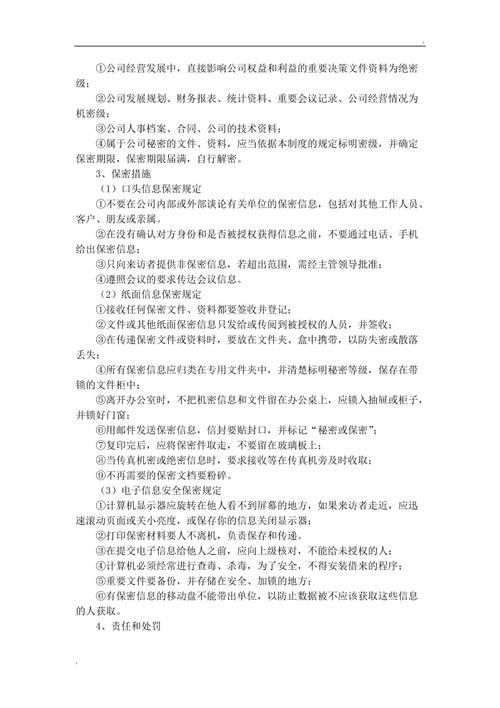 ①公司经营发展中，直接影响公司权益和利益的重要决策文件资料为绝密
级；
②公司发展规划、财务报表、统计资料、重要会议记录、公司经营情况为
机密级；
③公司人事档案、合同、公司的技术资料；
④属于公司秘密的文件、资料，应当依据本制度的规定标明密级，并确定
保密期限，保密期限届满，自行解密。
3、保密措施
（1）口头信息保密规定
①不要在公司内部或外部谈论有关单位的保密信息，包括对其他工作人员、
客户、朋友或亲属。
②在没有确认对方身份和是否被授权获得信息之前，不要通过电话、手机
给出保密信息；
③只向来访者提供非保密信息，若超出范围，需经主管领导批准；
④遵照会议的要求传达会议信息。
（2）纸面信息保密规定
①接收任何保密文件、资料都要签收并登记；
②文件或其他纸面保密信息只发给或传阅到被授权的人员，并签收；
③在传递保密文件或资料时，要放在文件夹、盒中携带，以防失密或散落
丢失；
④所有保密信息应归类在专用文件夹中，并清楚标明秘密等级，保存在带
锁的文件柜中；
⑤离开办公室时，不把机密信息和文件留在办公桌上，应锁入抽屉或柜子，
并锁好门窗；
⑥用邮件发送保密信息，信封要贴封口，并标记“秘密或保密”；
⑦复印完后，应将保密件取走，不要留在玻璃板上；
⑧当传真机密或绝密信息时，要求接收等在传真机旁及时收取；
⑨不再需要的保密文档要粉碎。
（3）电子信息安全保密规定
①计算机显示器应旋转在他人看不到屏幕的地方，如果来访者走近，应迅
速滚动页面或关小亮度，或保存你的信息关闭显示器；
②打印保密材料要人不离机，负责保存和传递。
③在提交电子信息给他人之前，应向上级核对，不能给未授权的人；
④计算机必须经常进行查毒、杀毒，为了安全，不得安装借来的程序；
⑤重要文件要备份，并存储在安全、加锁的地方；
⑥有保密信息的移动盘不能带出单位，以防止数据被不应该获取这些信息
的人获取。
4、责任和处罚